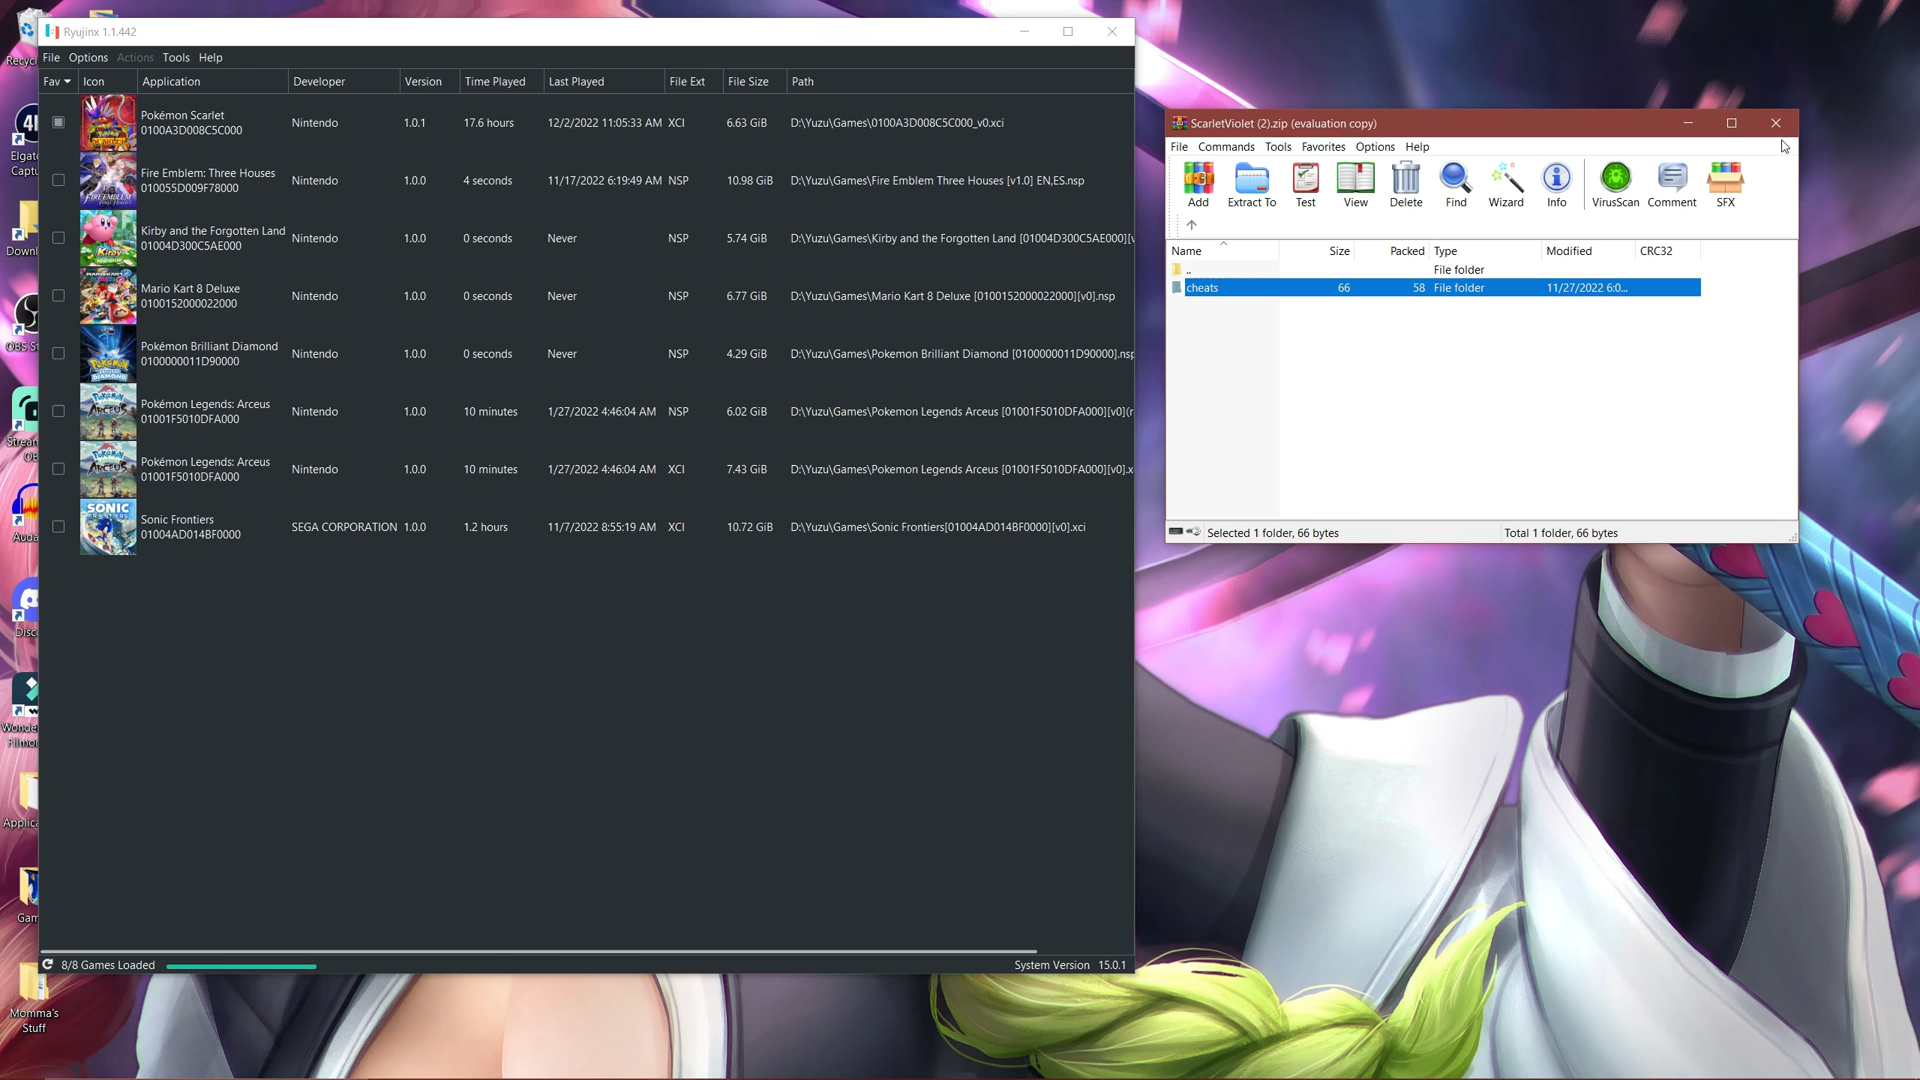 Ryujinx 1.1.442
File Options Actions Tools Help
Fav Icon Application Developer Version Time Played Last Played File Ext File Size Path
Pokémon Scarlet
0100A3D008C5C000
Nintendo 1.0.1 17.6 hours 12/2/2022 11:05:33 AM XCI 6.63 GiB D:\Yuzu\Games\0100A3D008C5C000_v0.xci
Fire Emblem: Three Houses
010055D009F78000
Nintendo 1.0.0 4 seconds 11/17/2022 6:19:49 AM NSP 10.98 GiB D:\Yuzu\Games\Fire Emblem Three Houses [v1.0] EN,ES.nsp
Kirby and the Forgotten Land
01004D300C5AE000
Nintendo 1.0.0 0 seconds Never NSP 5.74 GiB D:\Yuzu\Games\Kirby and the Forgotten Land [01004D300C5AE000][v
Mario Kart 8 Deluxe
0100152000022000
Nintendo 1.0.0 0 seconds Never NSP 6.77 GiB D:\Yuzu\Games\Mario Kart 8 Deluxe [0100152000022000][v0].nsp
Pokémon Brilliant Diamond
0100000011D90000
Nintendo 1.0.0 0 seconds Never NSP 4.29 GiB D:\Yuzu\Games\Pokemon Brilliant Diamond [0100000011D90000].nsp
Pokémon Legends: Arceus
01001F5010DFA000
Nintendo 1.0.0 10 minutes 1/27/2022 4:46:04 AM NSP 6.02 GiB D:\Yuzu\Games\Pokemon Legends Arceus [01001F5010DFA000][v0](r
Pokémon Legends: Arceus
01001F5010DFA000
Nintendo 1.0.0 10 minutes 1/27/2022 4:46:04 AM XCI 7.43 GiB D:\Yuzu\Games\Pokemon Legends Arceus [01001F5010DFA000][v0].x
Sonic Frontiers
01004AD014BF0000
SEGA CORPORATION 1.0.0 1.2 hours 11/7/2022 8:55:19 AM XCI 10.72 GiB D:\Yuzu\Games\Sonic Frontiers[01004AD014BF0000][v0].xci
8/8 Games Loaded
System Version 15.0.1
ScarletViolet (2).zip (evaluation copy)
File Commands Tools Favorites Options Help
Add Extract To Test View Delete Find Wizard Info VirusScan Comment SFX
Name Size Packed Type Modified CRC32
.. File folder
cheats 66 58 File folder 11/27/2022 6:0...
Selected 1 folder, 66 bytes
Total 1 folder, 66 bytes
Recyc
Elgat
Captu
Downl
OBS St
Strear
OB
Auda
Disc
Wonde
Filmor
Applica
Gam
Momma's
Stuff